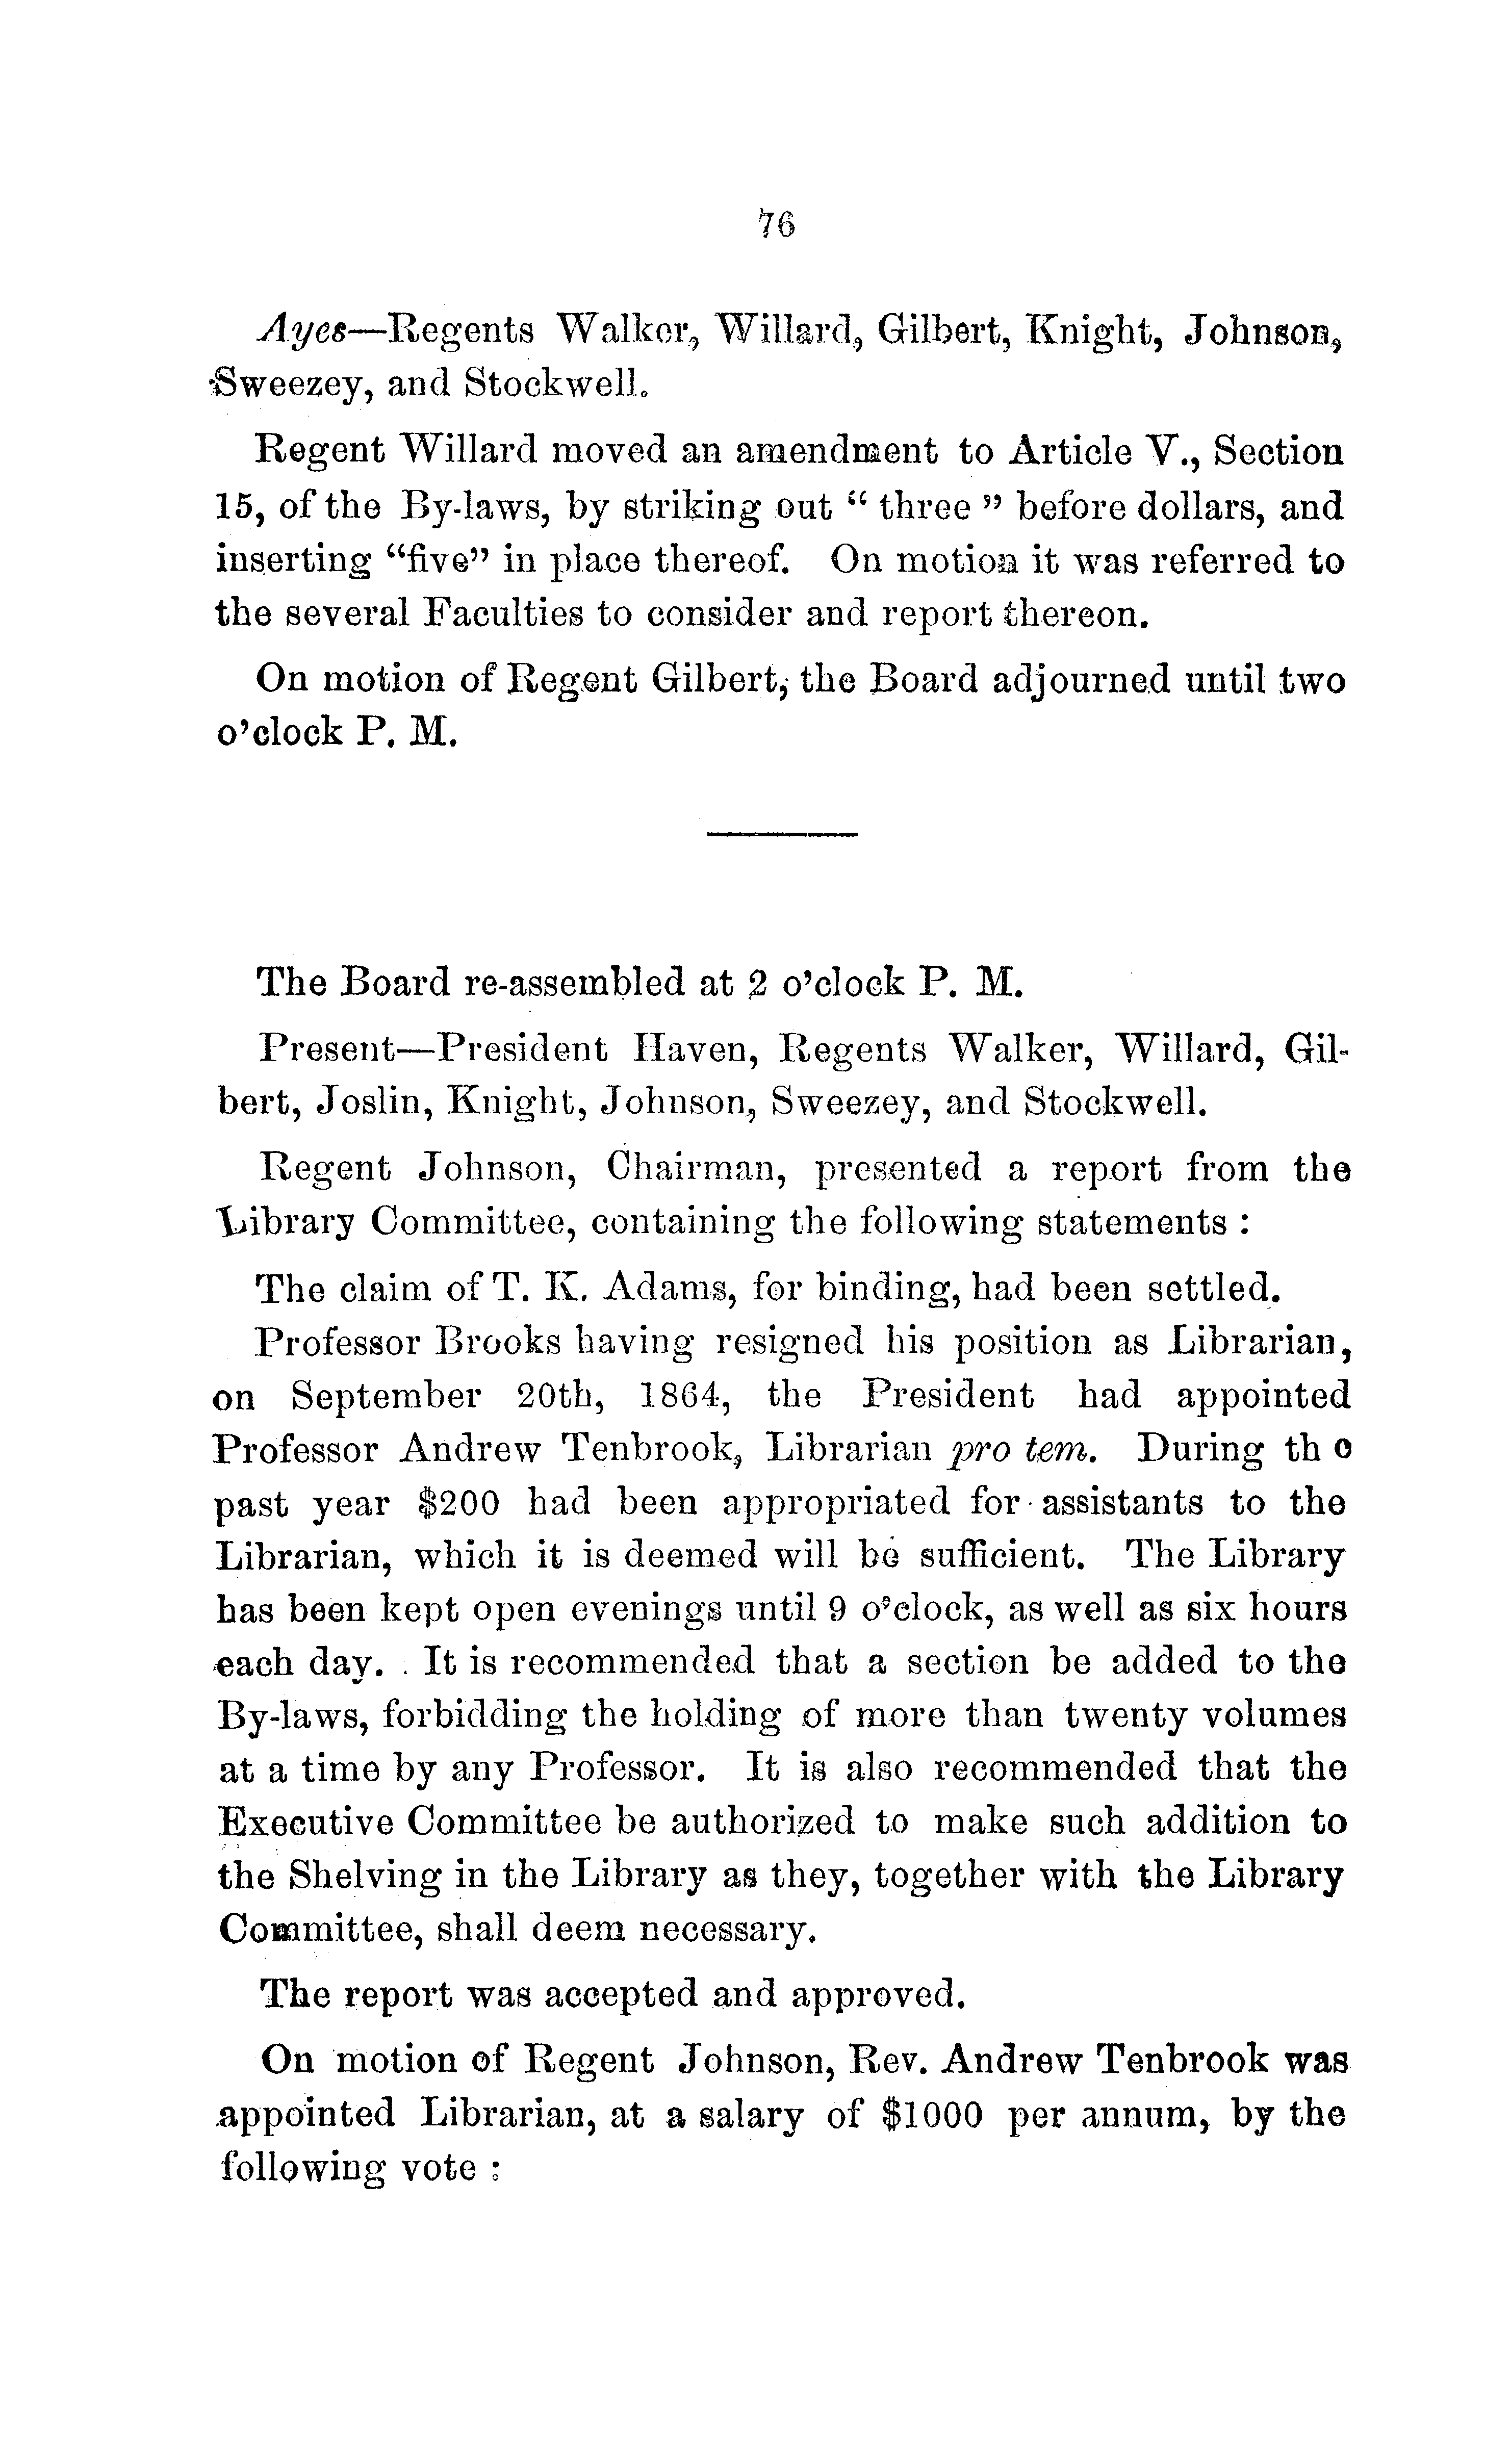 76
Ayes—Regents Walker, Willard, Gilbert, Knight, Johnson,
Sweezey, and Stockwell.
Regent Willard moved an amendment to Article V., Section
15, of the By-laws, by striking out “ three ” before dollars, and
inserting “five” in place thereof. On motion it was referred to
the several Faculties to consider and report thereon.
On motion of Regent Gilbert, the Board adjourned until two
o’clock P. M.
The Board re-assembled at 2 o’clock P. M.
Present—President Haven, Regents Walker, Willard, Gil-
bert, Joslin, Knight, Johnson, Sweezey, and Stockwell.
Regent Johnson, Chairman, presented a report from the
Library Committee, containing the following statements :
The claim of T. K. Adams, for binding, had been settled.
Professor Brooks having resigned his position as Librarian,
on September 20th, 1864, the President had appointed
Professor Andrew Tenbrook, Librarian pro tem. During th e
past year $200 had been appropriated for assistants to the
Librarian, which it is deemed will be sufficient. The Library
has been kept open evenings until 9 o’clock, as well as six hours
each day. It is recommended that a section be added to the
By-laws, forbidding the holding of more than twenty volumes
at a time by any Professor. It is also recommended that the
Executive Committee be authorized to make such addition to
the Shelving in the Library as they, together with the Library
Committee, shall deem necessary.
The report was accepted and approved.
On motion of Regent Johnson, Rev. Andrew Tenbrook was
appointed Librarian, at a salary of $1000 per annum, by the
following vote :